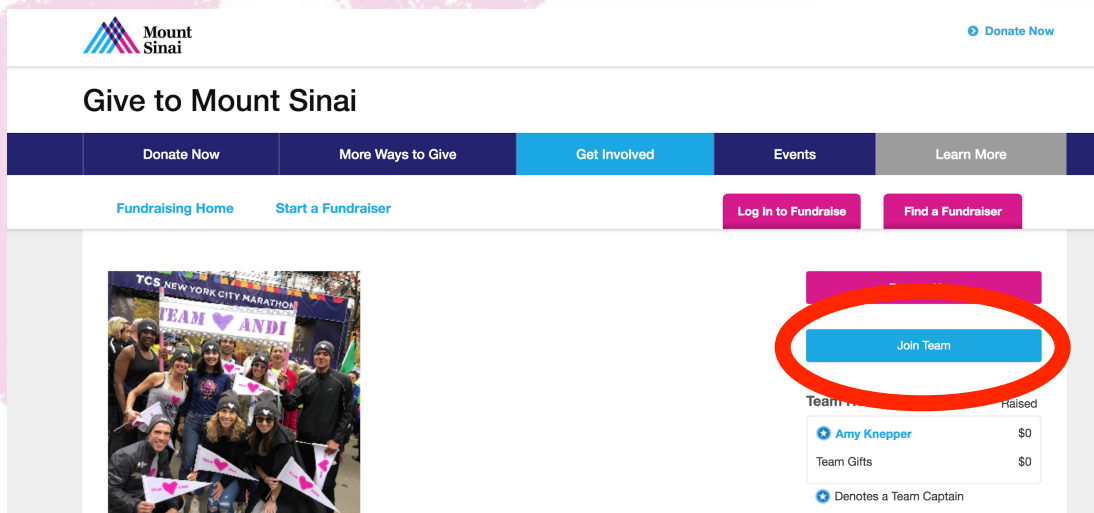 Mount
Sinai
Donate Now
Give to Mount Sinai
Donate Now More Ways to Give Get Involved Events Learn More
Fundraising Home Start a Fundraiser Log In to Fundraise Find a Fundraiser
TCS NEW YORK CITY MARATHON
TEAM ANDI
Join Team
Team Raised
Amy Knepper $0
Team Gifts $0
Denotes a Team Captain